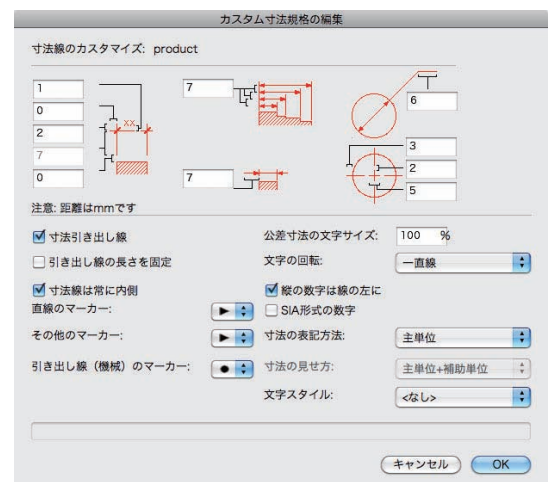 カスタム寸法規格の編集
寸法線のカスタマイズ: product
1
7
0
6
xx
2
3
7
2
0
7
5
注意: 距離はmmです
寸法引き出し線
公差寸法の文字サイズ: 100 %
引き出し線の長さを固定
文字の回転: 一直線
寸法線は常に内側
縦の数字は線の左に
直線のマーカー:
SIA形式の数字
その他のマーカー:
寸法の表記方法: 主単位
引き出し線（機械）のマーカー:
寸法の見せ方: 主単位+補助単位
文字スタイル: <なし>
キャンセル OK